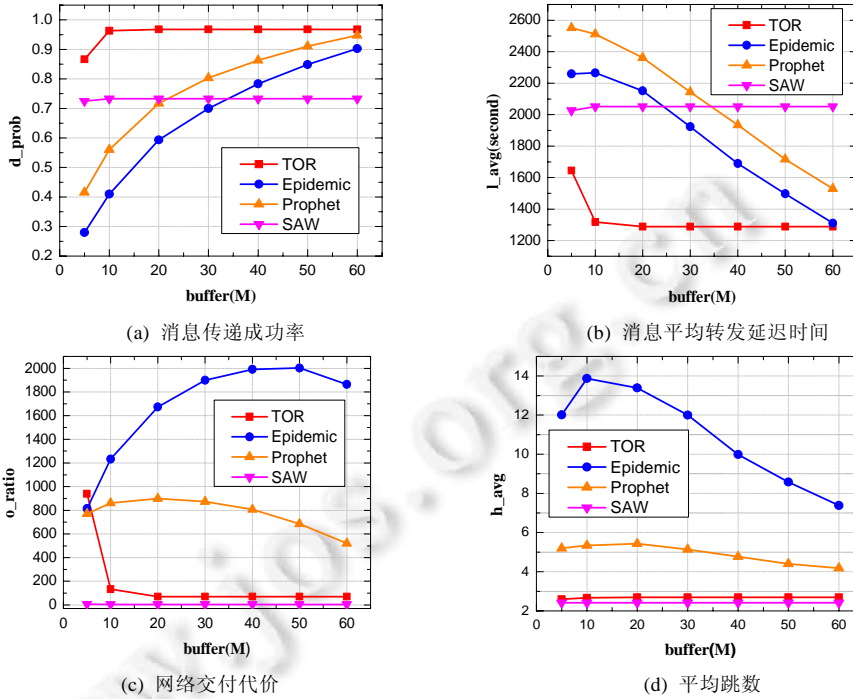 1.0
0.9
0.8
0.7
0.6
0.5
0.4
0.3
0.2
d_prob
0 10 20 30 40 50 60
buffer(M)
TOR
Epidemic
Prophet
SAW
(a) 消息传递成功率
2600
2400
2200
2000
1800
1600
1400
1200
l_avg(second)
0 10 20 30 40 50 60
buffer(M)
TOR
Epidemic
Prophet
SAW
(b) 消息平均转发延迟时间
2000
1800
1600
1400
1200
1000
800
600
400
200
0
o_ratio
0 10 20 30 40 50 60
buffer(M)
TOR
Epidemic
Prophet
SAW
(c) 网络交付代价
14
12
10
8
6
4
2
h_avg
0 10 20 30 40 50 60
buffer(M)
TOR
Epidemic
Prophet
SAW
(d) 平均跳数
www.jos.org.cn